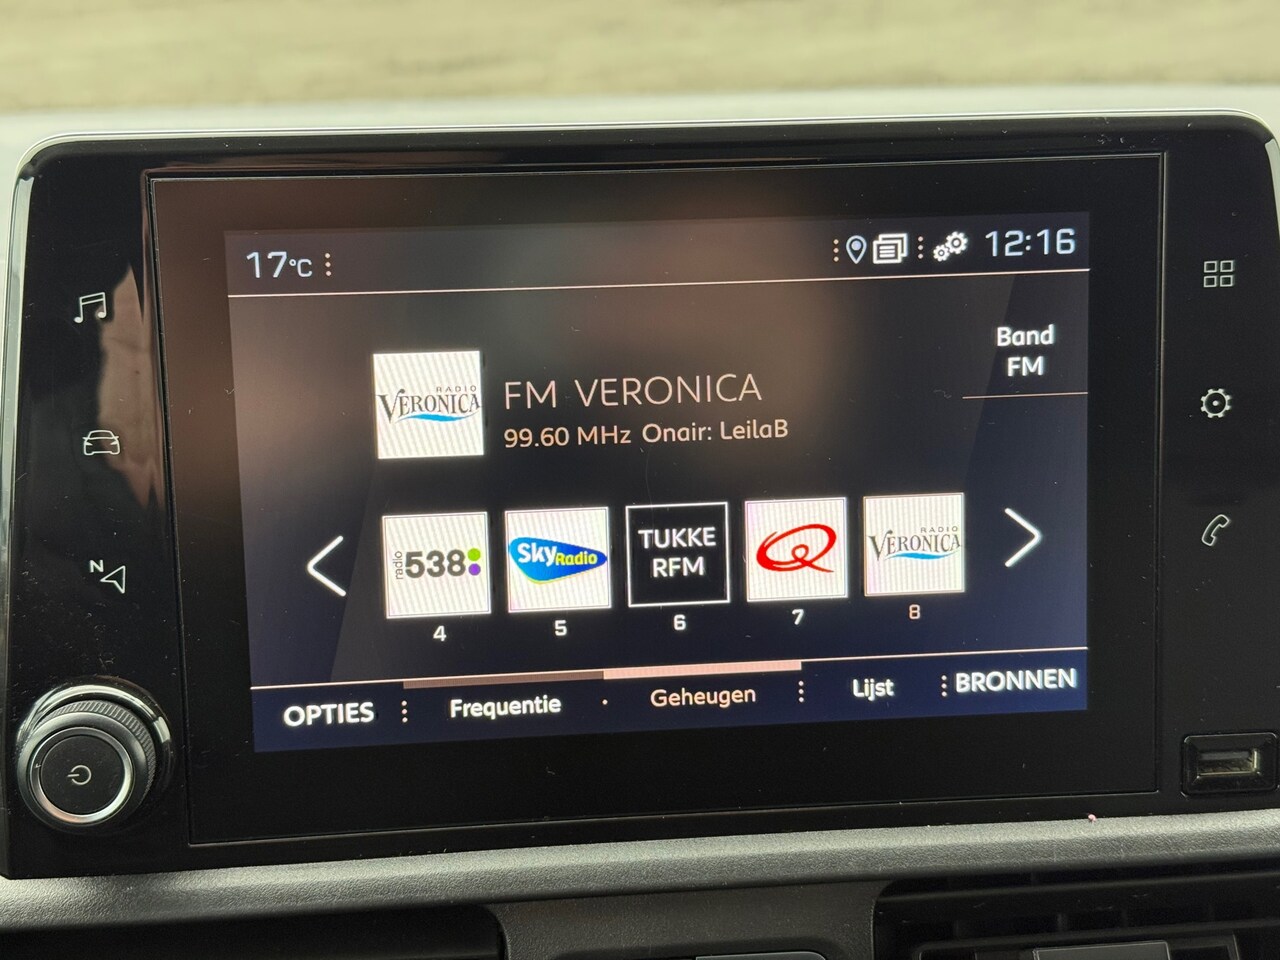 17°C
12:16
Band
FM
RADIO
VERONICA
FM VERONICA
99.60 MHz Onair: LeilaB
radio 538
Sky Radio
TUKKE
RFM
Q
RADIO
VERONICA
4
5
6
7
8
OPTIES
Frequentie
Geheugen
Lijst
BRONNEN
N